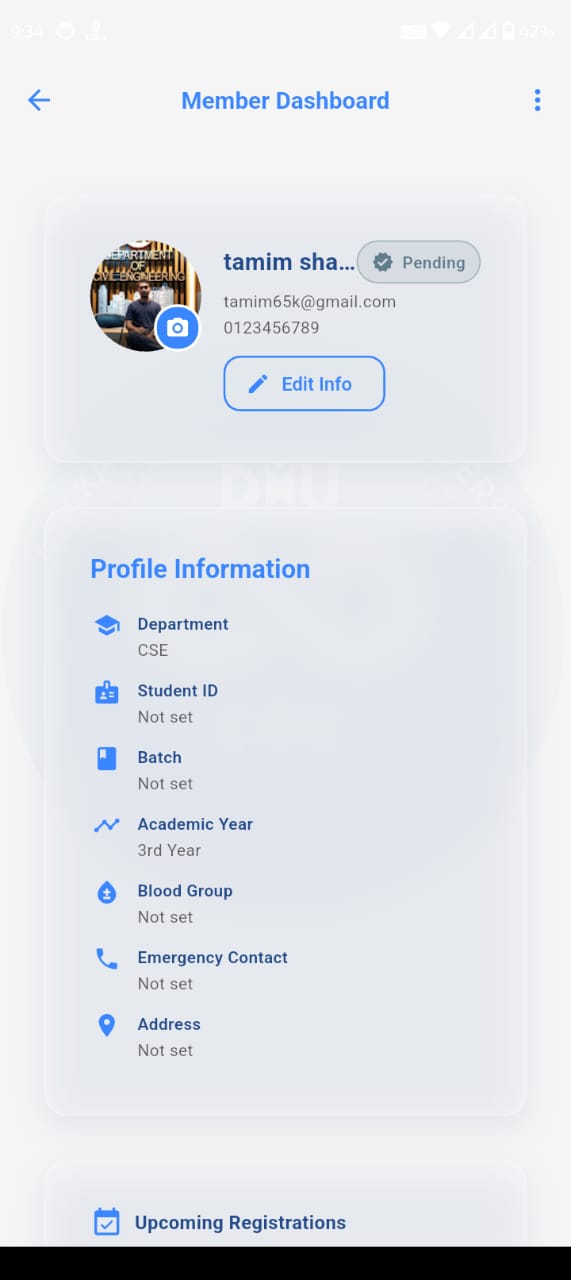 9:34
42%
Member Dashboard
DEPARTMENT
OF
CIVIL ENGINEERING
tamim sha...
Pending
tamim65k@gmail.com
0123456789
Edit Info
Profile Information
Department
CSE
Student ID
Not set
Batch
Not set
Academic Year
3rd Year
Blood Group
Not set
Emergency Contact
Not set
Address
Not set
Upcoming Registrations